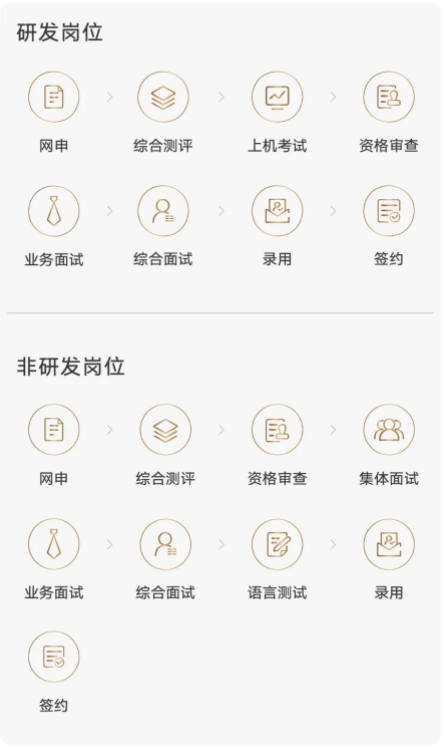 研发岗位
网申
综合测评
上机考试
资格审查
业务面试
综合面试
录用
签约
非研发岗位
网申
综合测评
资格审查
集体面试
业务面试
综合面试
语言测试
录用
签约